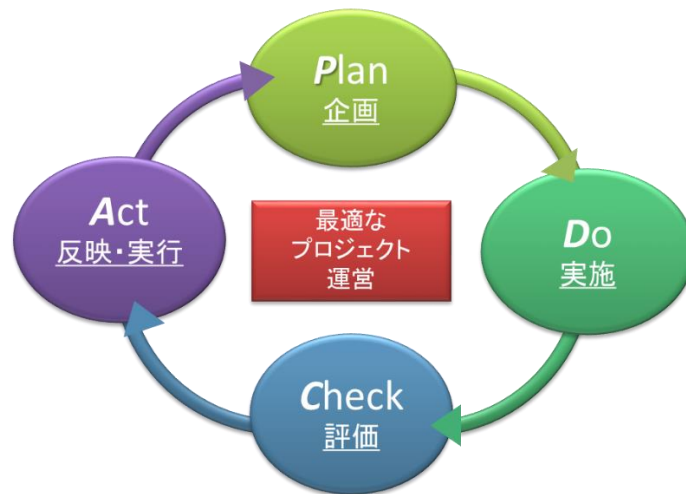 Plan
企画
Do
実施
Check
評価
Act
反映・実行
最適な
プロジェクト
運営